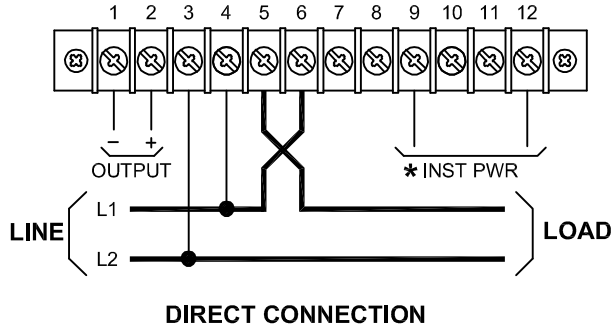 1 2 3 4 5 6 7 8 9 10 11 12
− +
OUTPUT
* INST PWR
L1
LINE
LOAD
L2
DIRECT CONNECTION